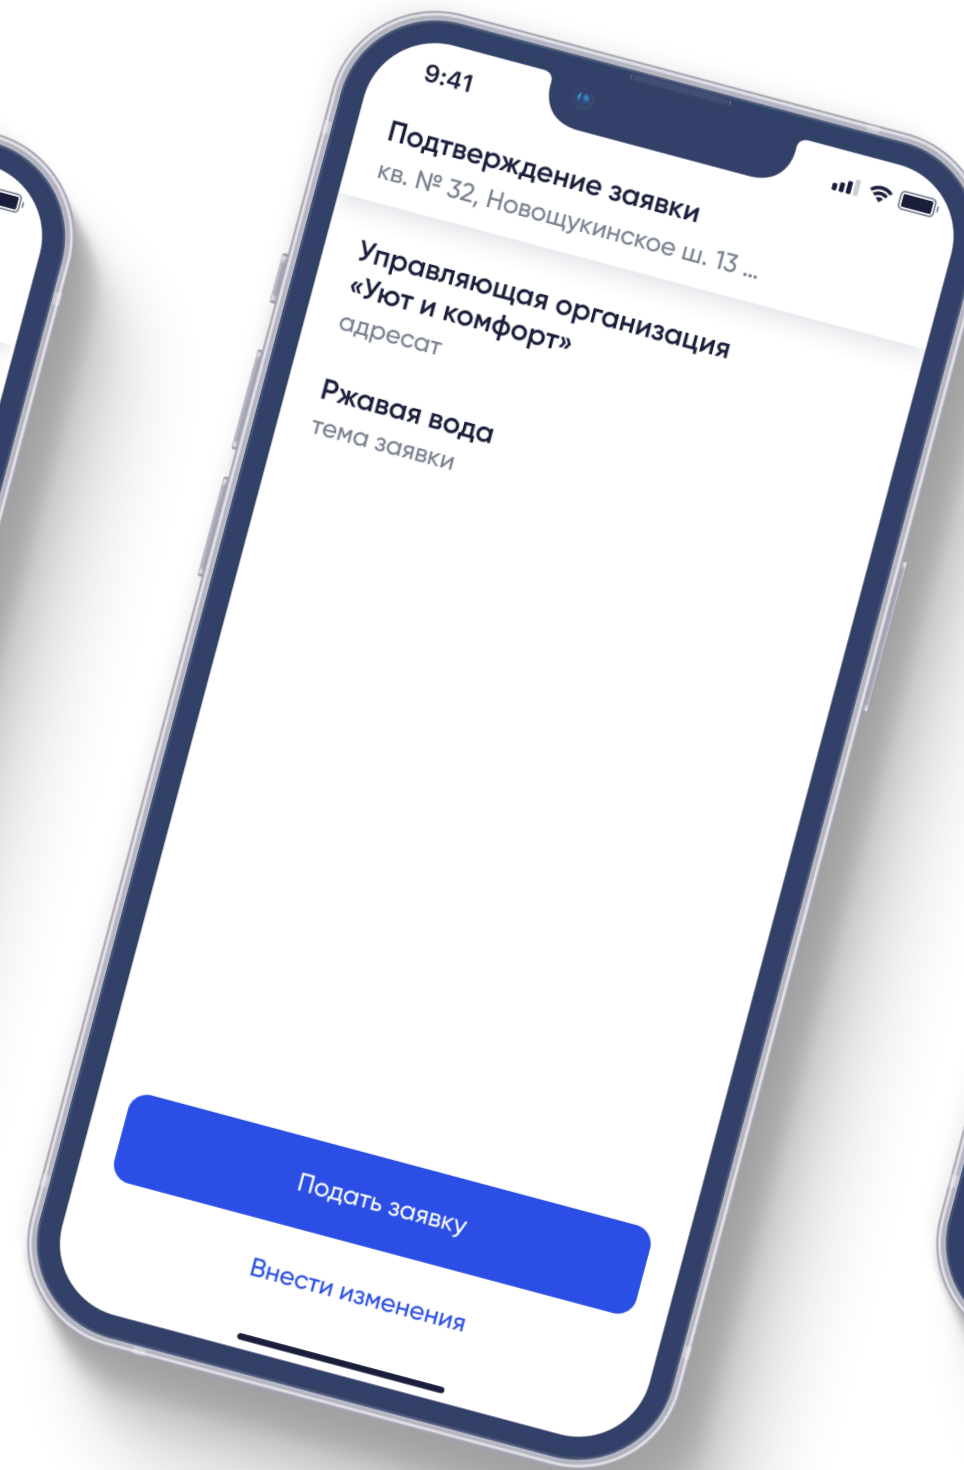 9:41
Подтверждение заявки
кв. № 32, Новощукинское ш. 13 ...
Управляющая организация
«Уют и комфорт»
адресат
Ржавая вода
тема заявки
Подать заявку
Внести изменения